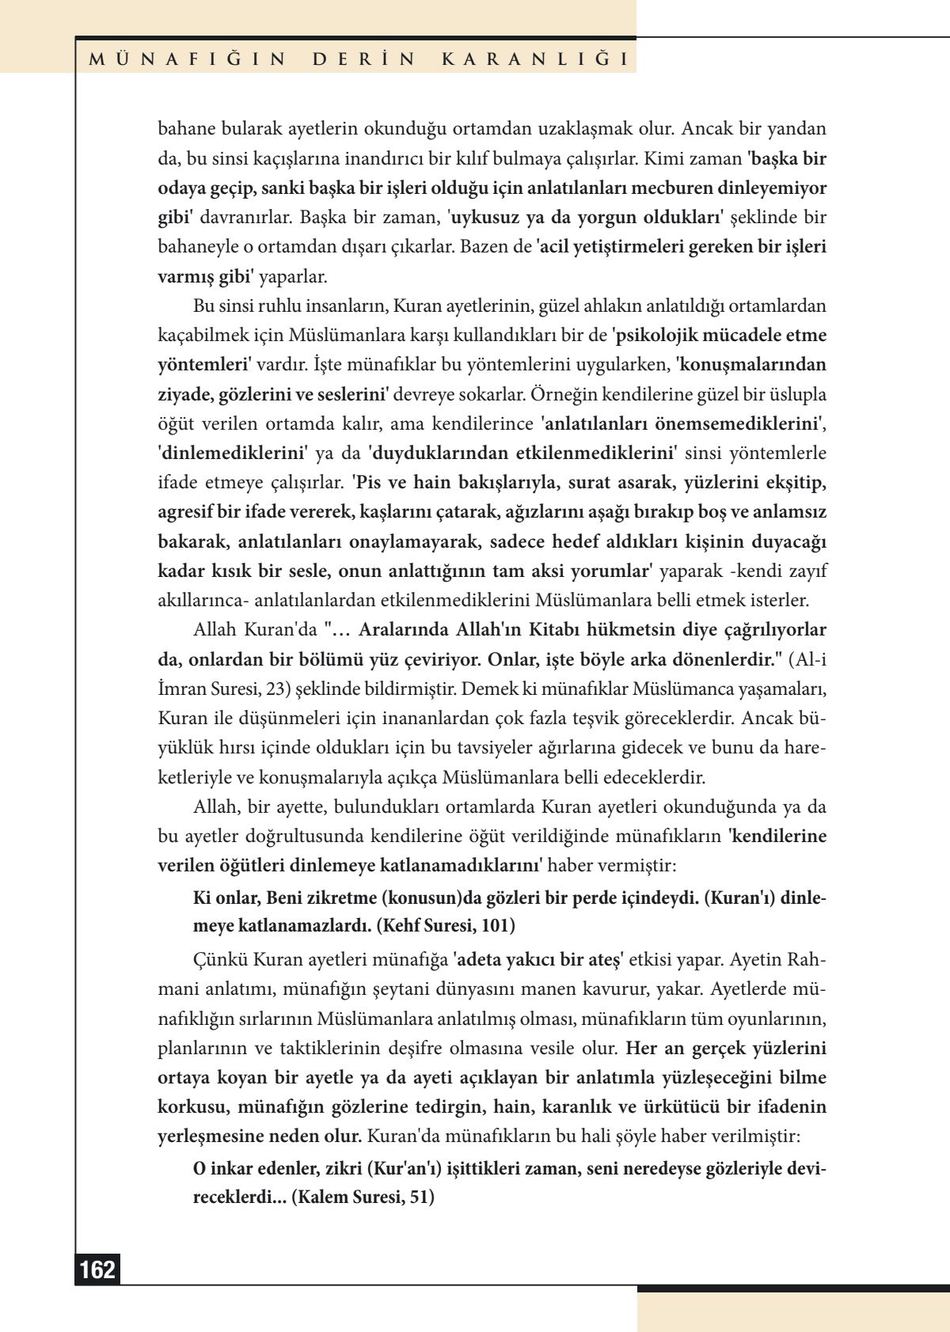 MÜNAFIĞIN DERİN KARANLIĞI
bahane bularak ayetlerin okunduğu ortamdan uzaklaşmak olur. Ancak bir yandan
da, bu sinsi kaçışlarına inandırıcı bir kılıf bulmaya çalışırlar. Kimi zaman 'başka bir
odaya geçip, sanki başka bir işleri olduğu için anlatılanları mecburen dinleyemiyor
gibi' davranırlar. Başka bir zaman, 'uykusuz ya da yorgun oldukları' şeklinde bir
bahaneyle o ortamdan dışarı çıkarlar. Bazen de 'acil yetiştirmeleri gereken bir işleri
varmış gibi' yaparlar.
Bu sinsi ruhlu insanların, Kuran ayetlerinin, güzel ahlakın anlatıldığı ortamlardan
kaçabilmek için Müslümanlara karşı kullandıkları bir de 'psikolojik mücadele etme
yöntemleri' vardır. İşte münafıklar bu yöntemlerini uygularken, 'konuşmalarından
ziyade, gözlerini ve seslerini' devreye sokarlar. Örneğin kendilerine güzel bir üslupla
öğüt verilen ortamda kalır, ama kendilerince 'anlatılanları önemsemediklerini',
'dinlemediklerini' ya da 'duyduklarından etkilenmediklerini' sinsi yöntemlerle
ifade etmeye çalışırlar. 'Pis ve hain bakışlarıyla, surat asarak, yüzlerini ekşitip,
agresif bir ifade vererek, kaşlarını çatarak, ağızlarını aşağı bırakıp boş ve anlamsız
bakarak, anlatılanları onaylamayarak, sadece hedef aldıkları kişinin duyacağı
kadar kısık bir sesle, onun anlattığının tam aksi yorumlar' yaparak -kendi zayıf
akıllarınca- anlatılanlardan etkilenmediklerini Müslümanlara belli etmek isterler.
Allah Kuran'da "… Aralarında Allah'ın Kitabı hükmetsin diye çağrılıyorlar
da, onlardan bir bölümü yüz çeviriyor. Onlar, işte böyle arka dönenlerdir." (Al-i
İmran Suresi, 23) şeklinde bildirmiştir. Demek ki münafıklar Müslümanca yaşamaları,
Kuran ile düşünmeleri için inananlardan çok fazla teşvik göreceklerdir. Ancak bü-
yüklük hırsı içinde oldukları için bu tavsiyeler ağırlarına gidecek ve bunu da hare-
ketleriyle ve konuşmalarıyla açıkça Müslümanlara belli edeceklerdir.
Allah, bir ayette, bulundukları ortamlarda Kuran ayetleri okunduğunda ya da
bu ayetler doğrultusunda kendilerine öğüt verildiğinde münafıkların 'kendilerine
verilen öğütleri dinlemeye katlanamadıklarını' haber vermiştir:
Ki onlar, Beni zikretme (konusun)da gözleri bir perde içindeydi. (Kuran'ı) dinle-
meye katlanamazlardı. (Kehf Suresi, 101)
Çünkü Kuran ayetleri münafığa 'adeta yakıcı bir ateş' etkisi yapar. Ayetin Rah-
mani anlatımı, münafığın şeytani dünyasını manen kavurur, yakar. Ayetlerde mü-
nafıklığın sırlarının Müslümanlara anlatılmış olması, münafıkların tüm oyunlarının,
planlarının ve taktiklerinin deşifre olmasına vesile olur. Her an gerçek yüzlerini
ortaya koyan bir ayetle ya da ayeti açıklayan bir anlatımla yüzleşeceğini bilme
korkusu, münafığın gözlerine tedirgin, hain, karanlık ve ürkütücü bir ifadenin
yerleşmesine neden olur. Kuran'da münafıkların bu hali şöyle haber verilmiştir:
O inkar edenler, zikri (Kur'an'ı) işittikleri zaman, seni neredeyse gözleriyle devi-
receklerdi... (Kalem Suresi, 51)
162